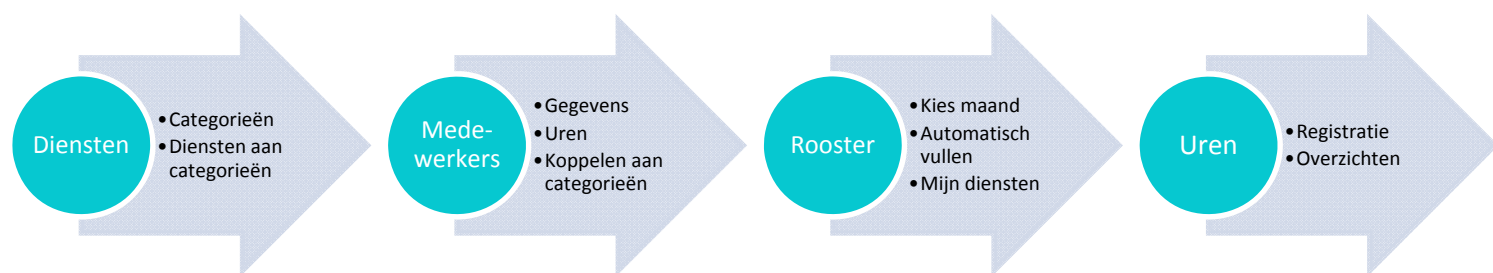 Diensten
•Categorieën
•Diensten aan
categorieën
Mede-
werkers
•Gegevens
•Uren
•Koppelen aan
categorieën
Rooster
•Kies maand
•Automatisch
vullen
•Mijn diensten
Uren
•Registratie
•Overzichten